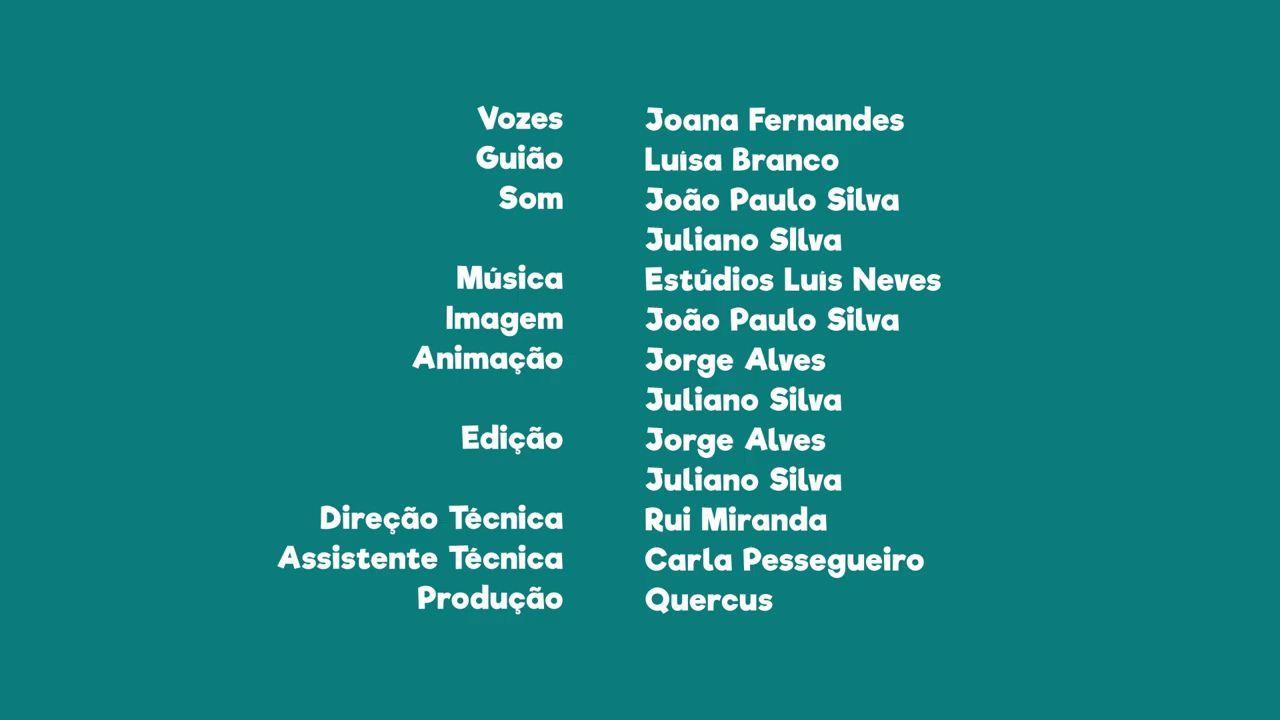 Vozes Joana Fernandes
Guião Luísa Branco
Som João Paulo Silva
Juliano SIlva
Música Estúdios Luís Neves
Imagem João Paulo Silva
Animação Jorge Alves
Juliano Silva
Edição Jorge Alves
Juliano Silva
Direção Técnica Rui Miranda
Assistente Técnica Carla Pessegueiro
Produção Quercus